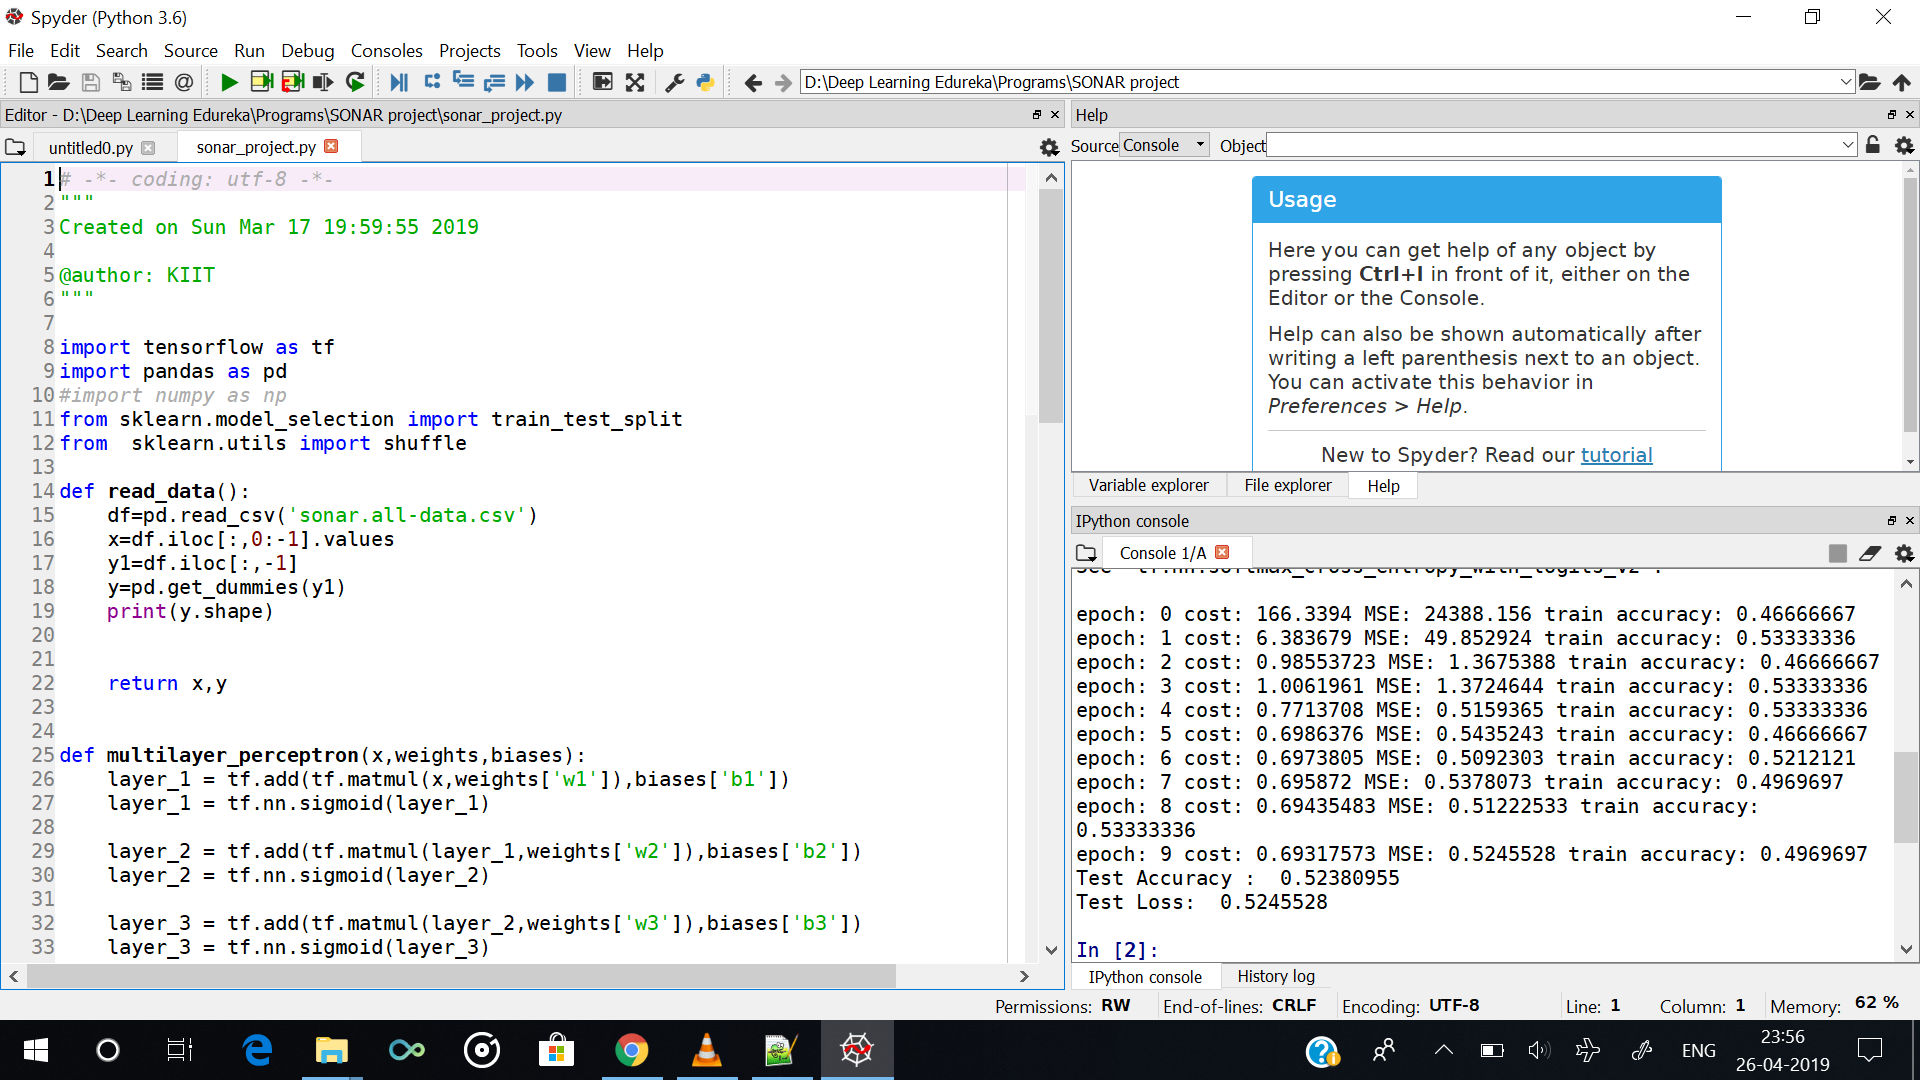 Spyder (Python 3.6)
File Edit Search Source Run Debug Consoles Projects Tools View Help
D:\Deep Learning Edureka\Programs\SONAR project
Editor - D:\Deep Learning Edureka\Programs\SONAR project\sonar_project.py
untitled0.py sonar_project.py
1 # -*- coding: utf-8 -*-
2 """
3 Created on Sun Mar 17 19:59:55 2019
4
5 @author: KIIT
6 """
7
8 import tensorflow as tf
9 import pandas as pd
10 #import numpy as np
11 from sklearn.model_selection import train_test_split
12 from  sklearn.utils import shuffle
13
14 def read_data():
15     df=pd.read_csv('sonar.all-data.csv')
16     x=df.iloc[:,0:-1].values
17     y1=df.iloc[:,-1]
18     y=pd.get_dummies(y1)
19     print(y.shape)
20
21
22     return x,y
23
24
25 def multilayer_perceptron(x,weights,biases):
26     layer_1 = tf.add(tf.matmul(x,weights['w1']),biases['b1'])
27     layer_1 = tf.nn.sigmoid(layer_1)
28
29     layer_2 = tf.add(tf.matmul(layer_1,weights['w2']),biases['b2'])
30     layer_2 = tf.nn.sigmoid(layer_2)
31
32     layer_3 = tf.add(tf.matmul(layer_2,weights['w3']),biases['b3'])
33     layer_3 = tf.nn.sigmoid(layer_3)
Help
Source Console Object
Usage
Here you can get help of any object by
pressing Ctrl+I in front of it, either on the
Editor or the Console.
Help can also be shown automatically after
writing a left parenthesis next to an object.
You can activate this behavior in
Preferences > Help.
New to Spyder? Read our tutorial
Variable explorer File explorer Help
IPython console
Console 1/A
See `tf.nn.softmax_cross_entropy_with_logits_v2`.
epoch: 0 cost: 166.3394 MSE: 24388.156 train accuracy: 0.46666667
epoch: 1 cost: 6.383679 MSE: 49.852924 train accuracy: 0.53333336
epoch: 2 cost: 0.98553723 MSE: 1.3675388 train accuracy: 0.46666667
epoch: 3 cost: 1.0061961 MSE: 1.3724644 train accuracy: 0.53333336
epoch: 4 cost: 0.7713708 MSE: 0.5159365 train accuracy: 0.53333336
epoch: 5 cost: 0.6986376 MSE: 0.5435243 train accuracy: 0.46666667
epoch: 6 cost: 0.6973805 MSE: 0.5092303 train accuracy: 0.5212121
epoch: 7 cost: 0.695872 MSE: 0.5378073 train accuracy: 0.4969697
epoch: 8 cost: 0.69435483 MSE: 0.51222533 train accuracy:
0.53333336
epoch: 9 cost: 0.69317573 MSE: 0.5245528 train accuracy: 0.4969697
Test Accuracy :  0.52380955
Test Loss:  0.5245528
In [2]:
IPython console History log
Permissions: RW End-of-lines: CRLF Encoding: UTF-8 Line: 1 Column: 1 Memory: 62 %
ENG
23:56
26-04-2019